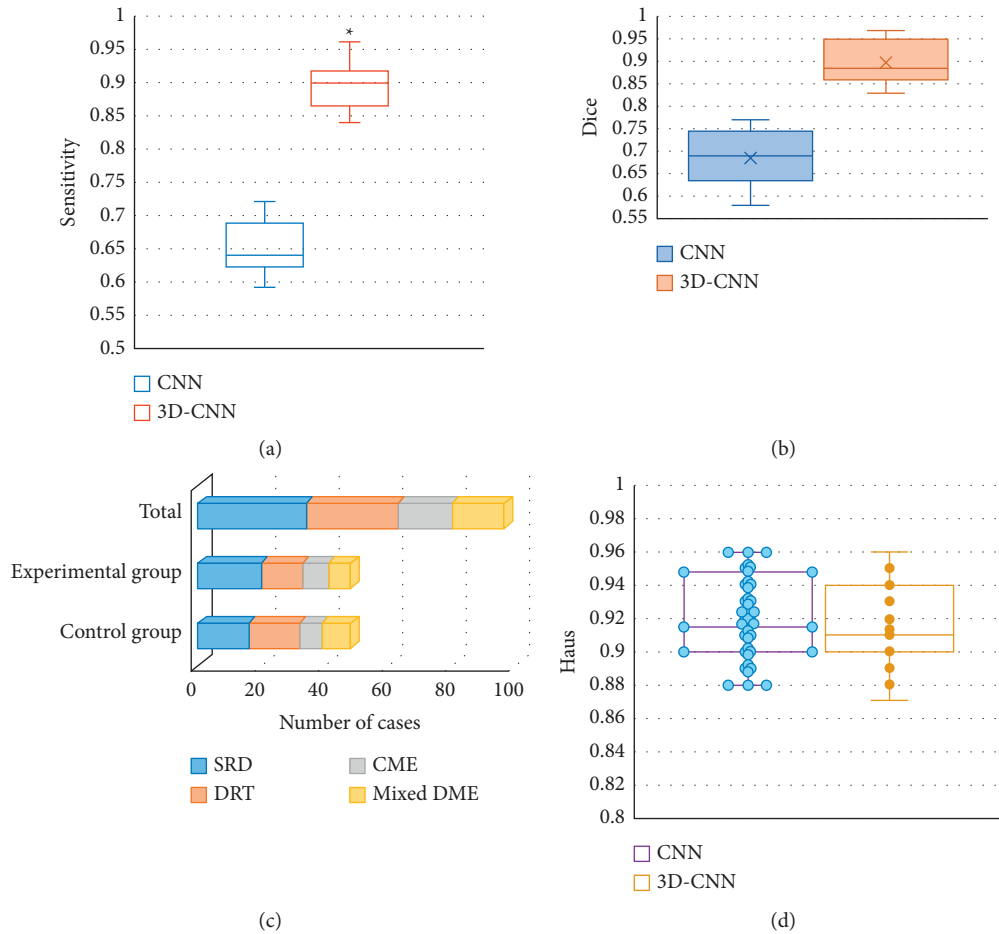 1
0.95
0.9
0.85
0.8
0.75
0.7
0.65
0.6
0.55
0.5
Sensitivity
*
CNN
3D-CNN
(a)
1
0.95
0.9
0.85
0.8
0.75
0.7
0.65
0.6
0.55
Dice
CNN
3D-CNN
(b)
Total
Experimental group
Control group
0 20 40 60 80 100
Number of cases
SRD CME
DRT Mixed DME
(c)
1
0.98
0.96
0.94
0.92
0.9
0.88
0.86
0.84
0.82
0.8
Haus
CNN
3D-CNN
(d)